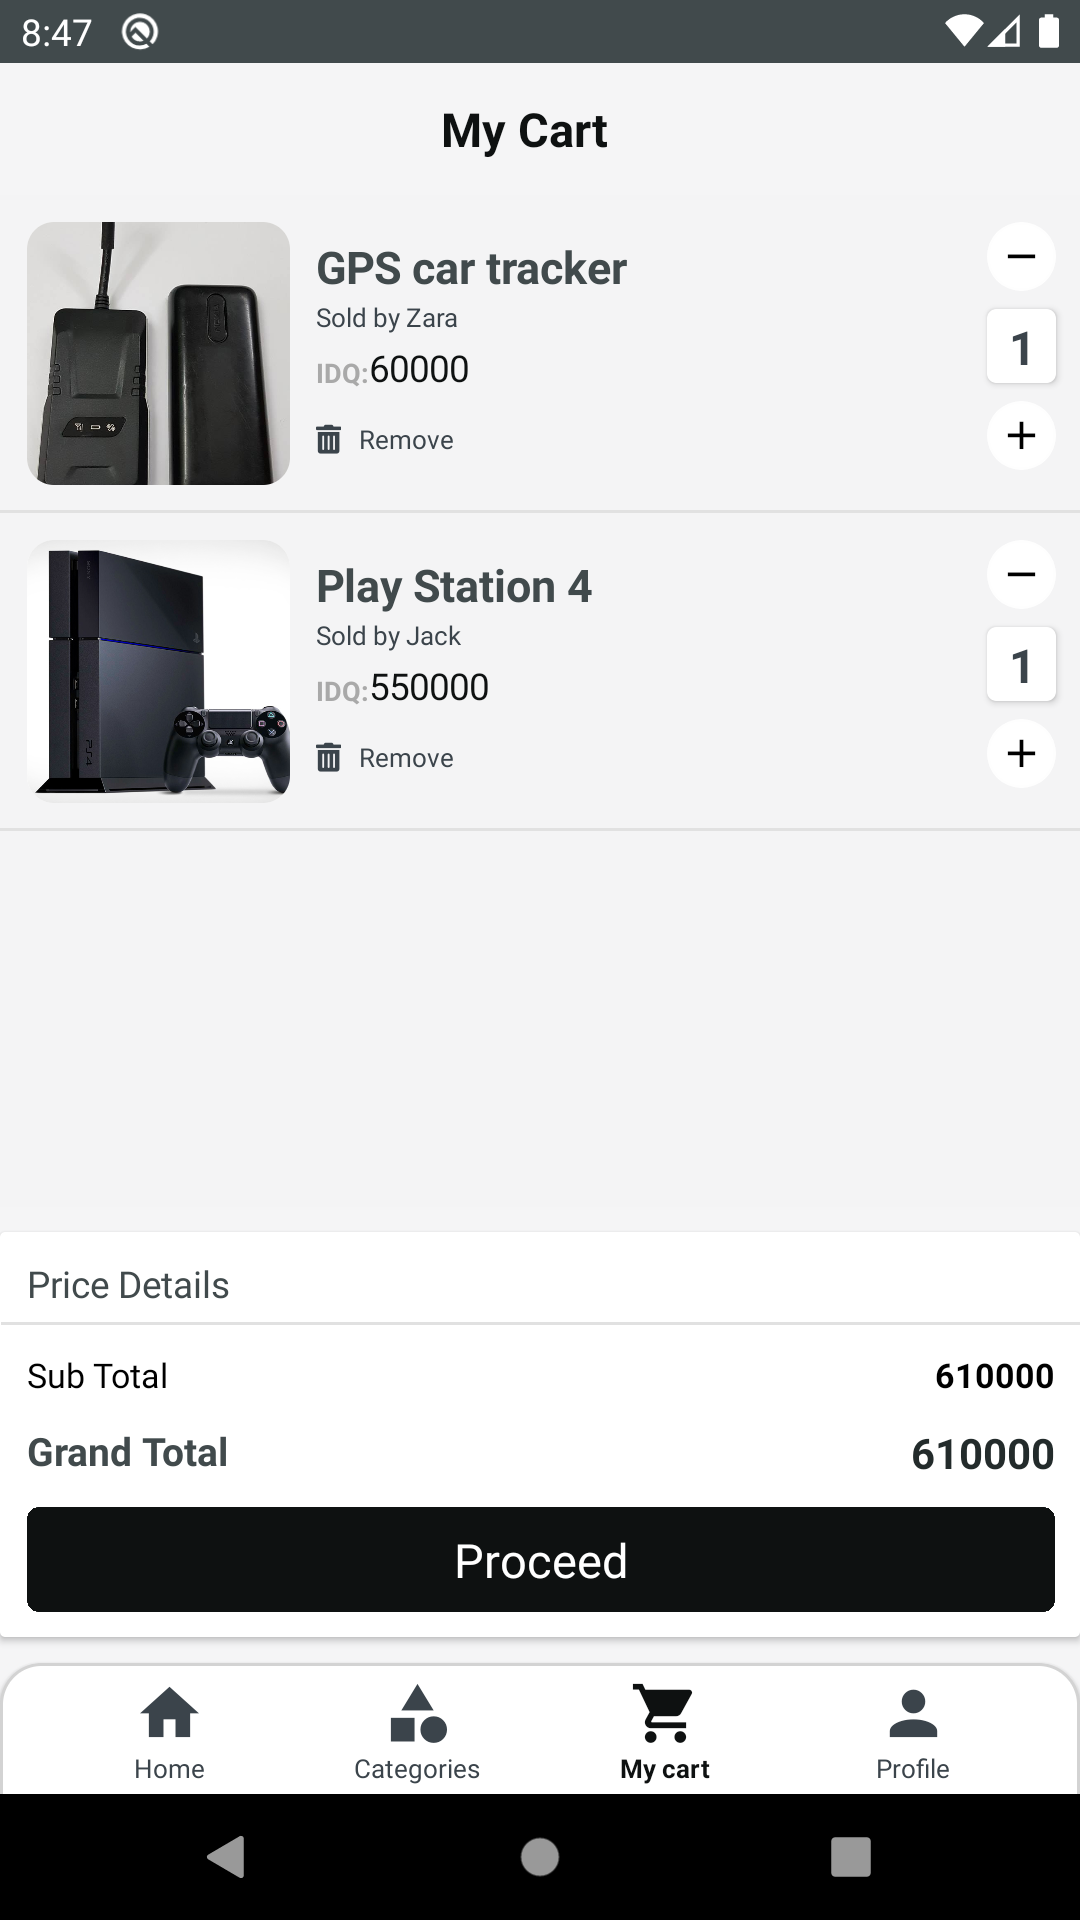 8:47
My Cart
GPS car tracker
Sold by Zara
IDQ:60000
Remove
1
Play Station 4
Sold by Jack
IDQ:550000
Remove
1
Price Details
Sub Total 610000
Grand Total 610000
Proceed
Home Categories My cart Profile